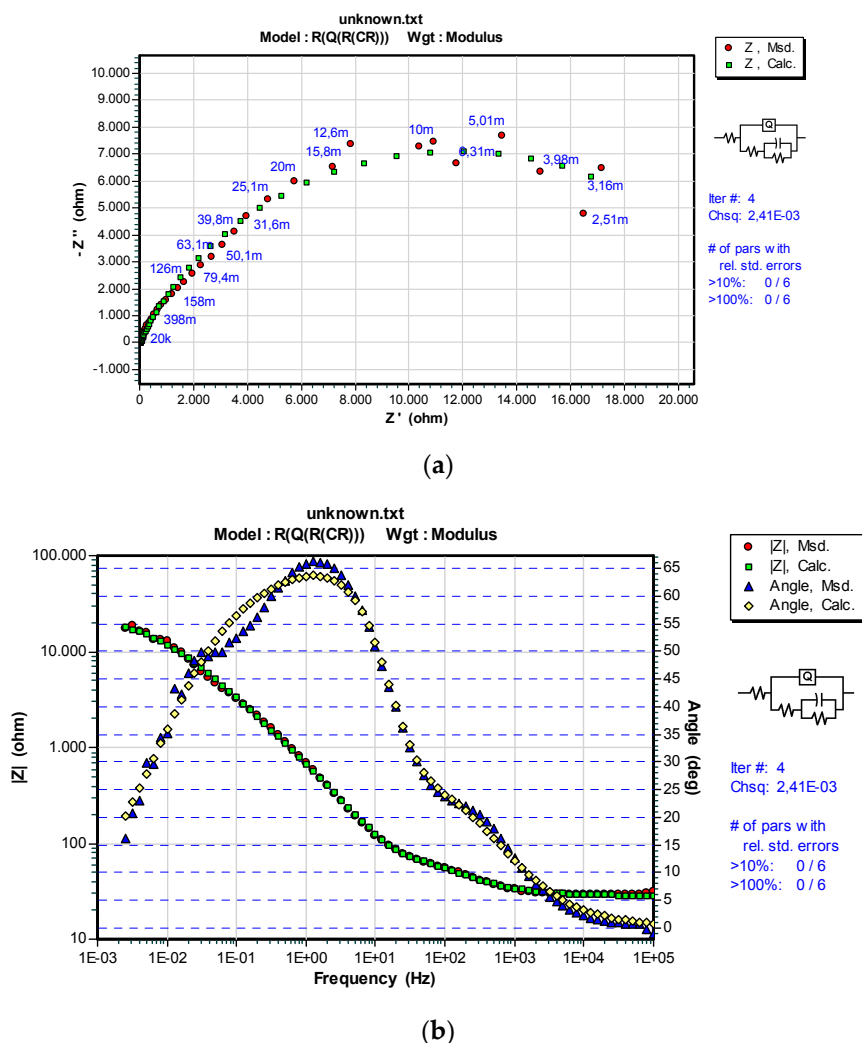 unknown.txt
Model : R(Q(R(CR))) Wgt : Modulus
Z , Msd.
Z , Calc.
10.000
9.000
8.000
7.000
6.000
5.000
4.000
3.000
2.000
1.000
0
-1.000
-Z'' (ohm)
5,01m
12,6m
10m
15,8m
6,31m
3,98m
20m
3,16m
25,1m
2,51m
39,8m
31,6m
63,1m
50,1m
126m
79,4m
158m
398m
20k
0
2.000
4.000
6.000
8.000
10.000
12.000
14.000
16.000
18.000
20.000
Z' (ohm)
Q
Iter #: 4
Chsq: 2,41E-03
# of pars with
rel. std. errors
>10%: 0 / 6
>100%: 0 / 6
(a)
unknown.txt
Model : R(Q(R(CR))) Wgt : Modulus
|Z|, Msd.
|Z|, Calc.
Angle, Msd.
Angle, Calc.
100.000
10.000
1.000
100
10
|Z| (ohm)
65
60
55
50
45
40
35
30
25
20
15
10
5
0
Angle (deg)
1E-03
1E-02
1E-01
1E+00
1E+01
1E+02
1E+03
1E+04
1E+05
Frequency (Hz)
Q
Iter #: 4
Chsq: 2,41E-03
# of pars with
rel. std. errors
>10%: 0 / 6
>100%: 0 / 6
(b)